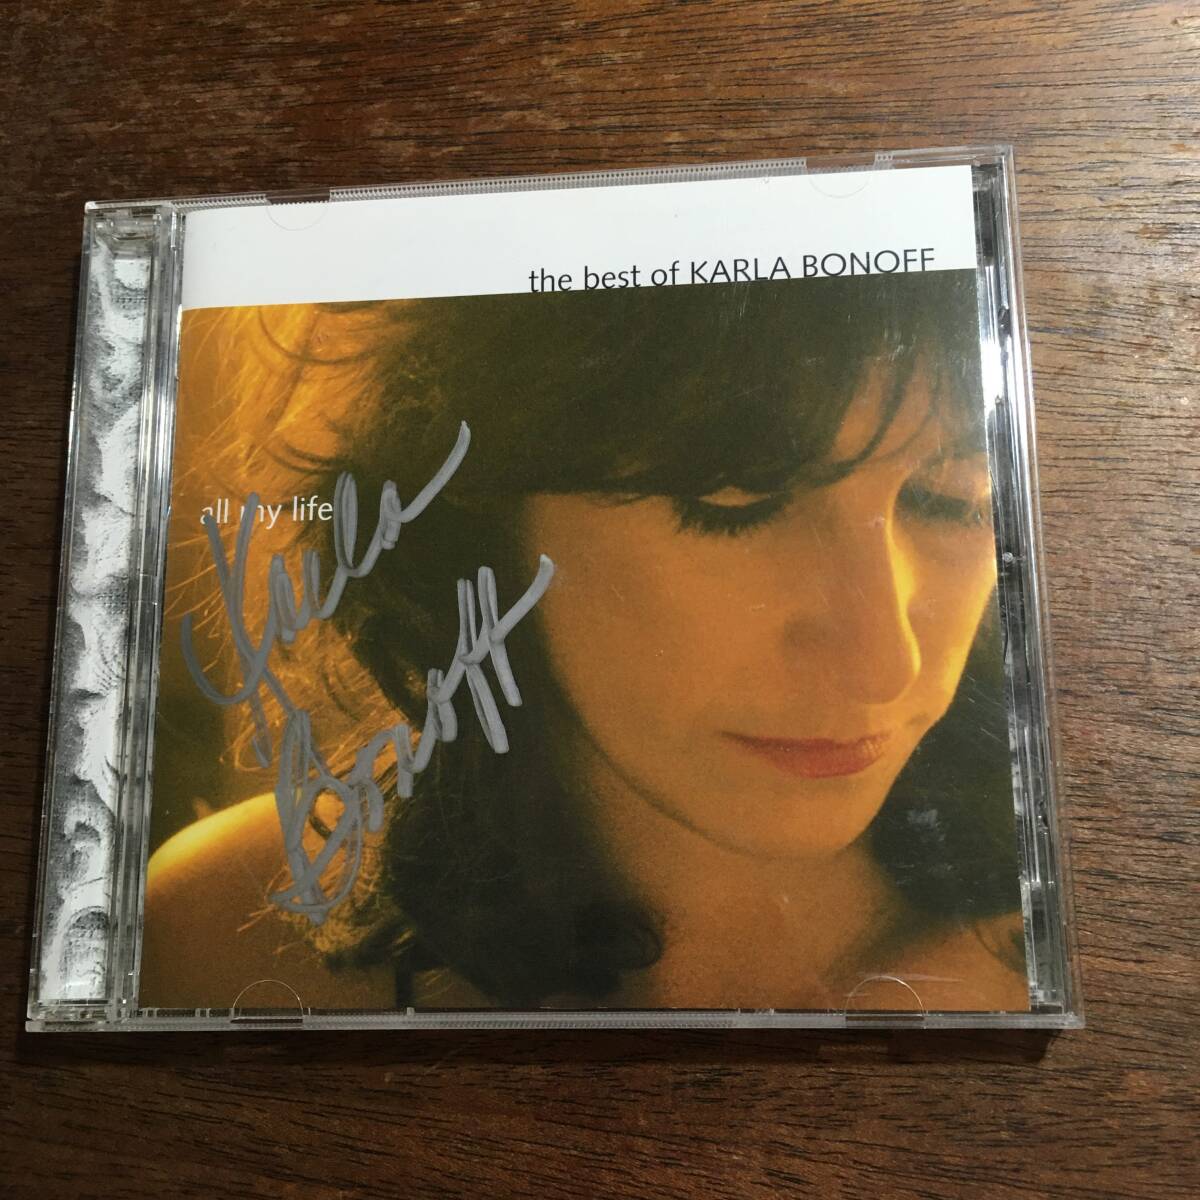 the best of KARLA BONOFF
all my life
Karla
Bonoff